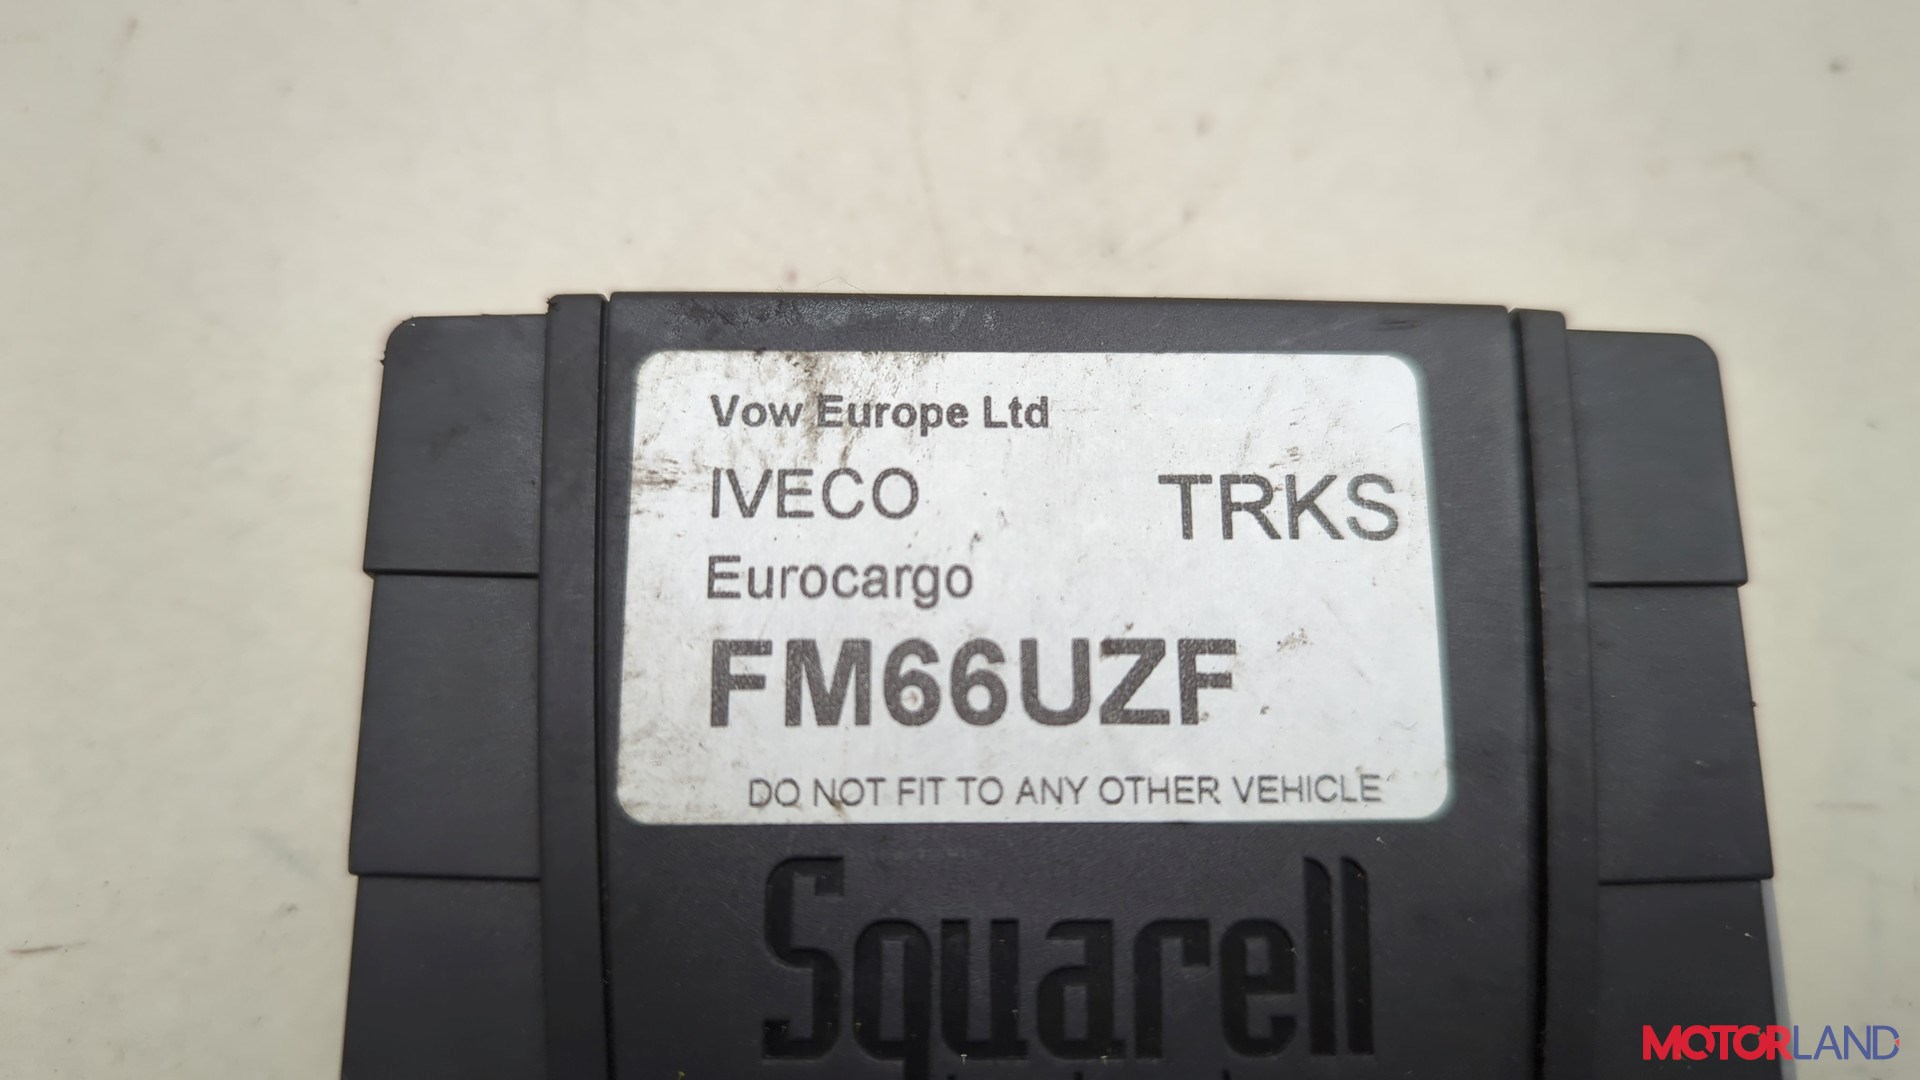 Vow Europe Ltd
IVECO TRKS
Eurocargo
FM66UZF
DO NOT FIT TO ANY OTHER VEHICLE
Squarell
MOTORLAND